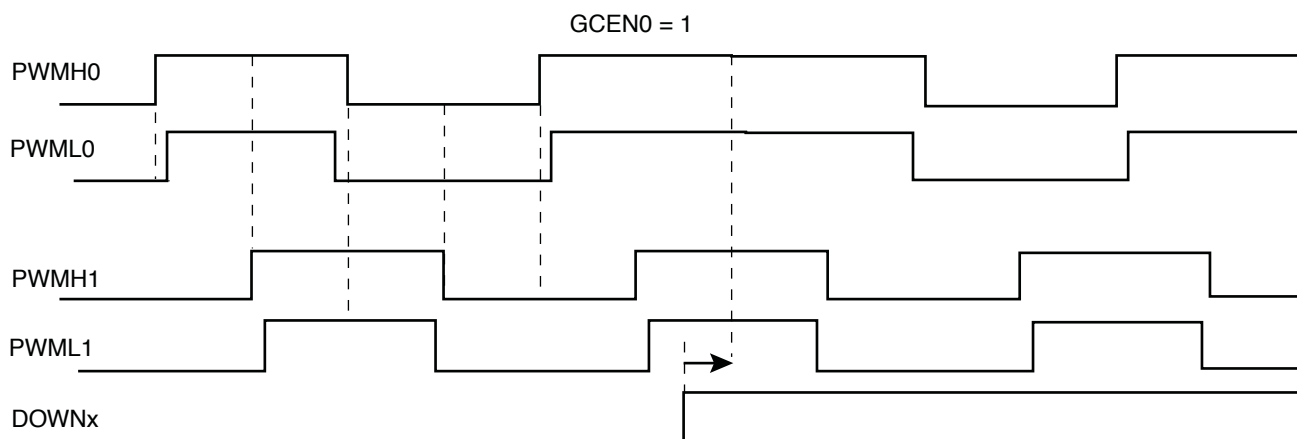 GCEN0 = 1
PWMH0
PWML0
PWMH1
PWML1
DOWNx